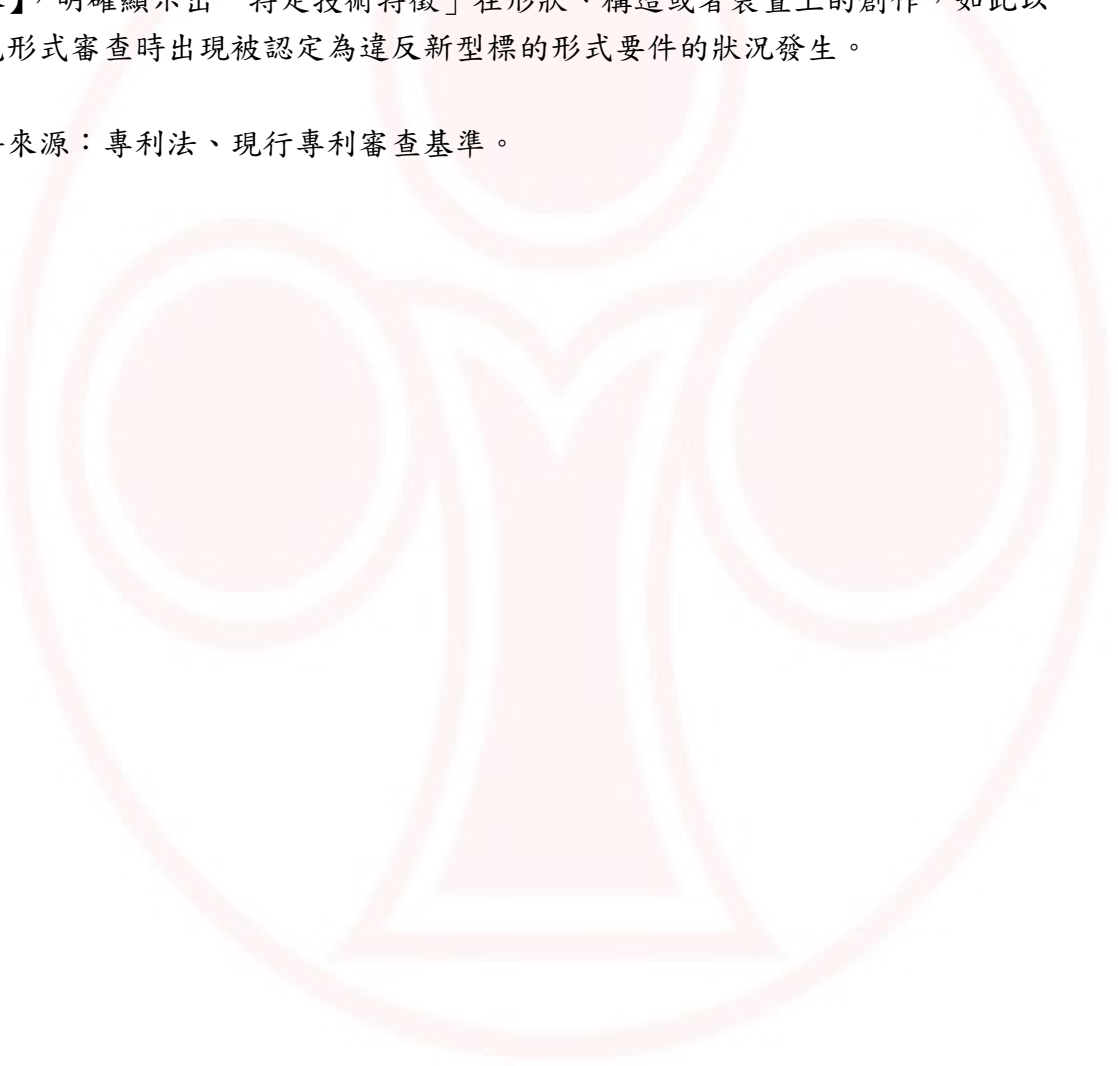 】,明確顯示出「特定技術特徵」在形狀、構造或者裝置上的創作,如此以
形式審查時出現被認定為違反新型標的形式要件的狀況發生。
來源:專利法、現行專利審查基準。